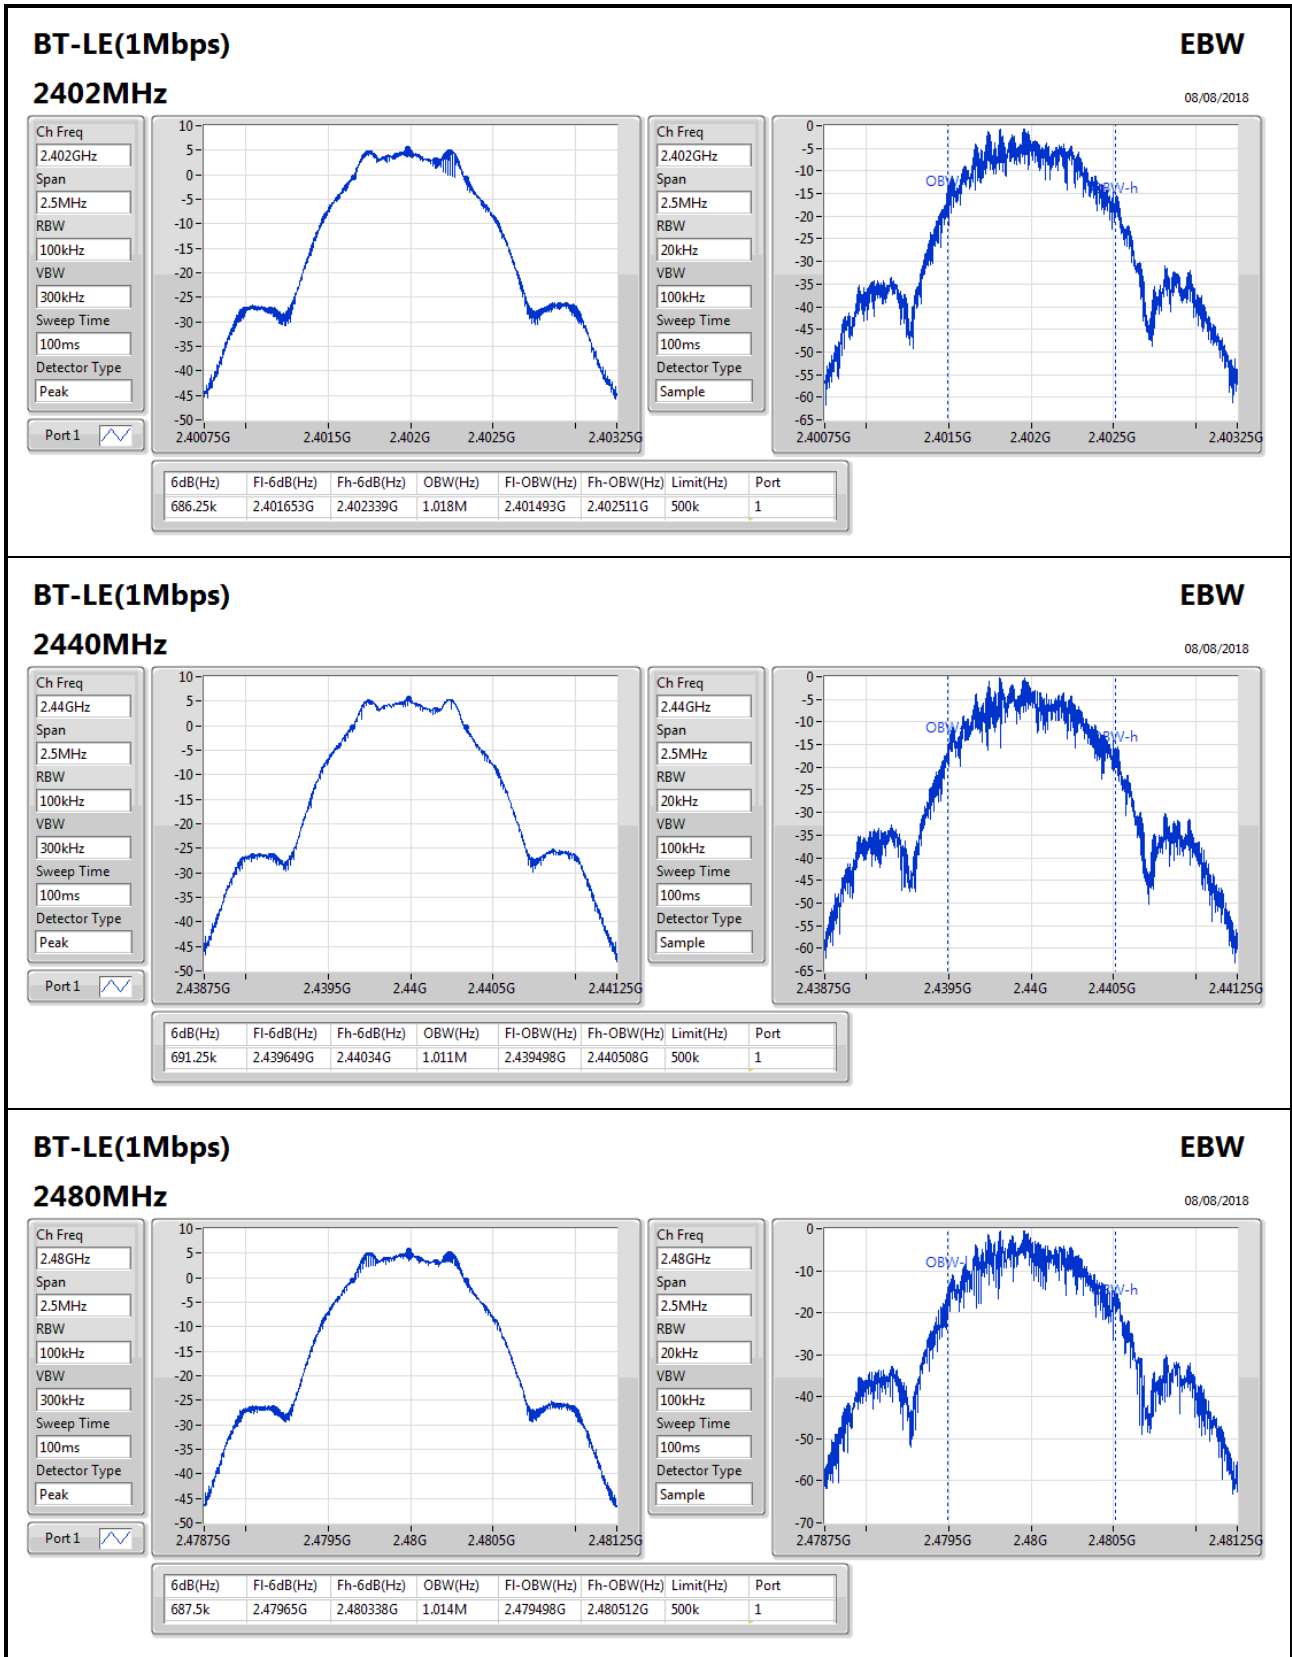 BT-LE(1Mbps) EBW
2402MHz 08/08/2018
Ch Freq
2.402GHz
Span
2.5MHz
RBW
100kHz
VBW
300kHz
Sweep Time
100ms
Detector Type
Peak
Port 1
10
5
0
-5
-10
-15
-20
-25
-30
-35
-40
-45
-50
2.40075G 2.4015G 2.402G 2.4025G 2.40325G
Ch Freq
2.402GHz
Span
2.5MHz
RBW
20kHz
VBW
100kHz
Sweep Time
100ms
Detector Type
Sample
0
-5
-10
-15
-20
-25
-30
-35
-40
-45
-50
-55
-60
-65
OBW
BW-h
2.40075G 2.4015G 2.402G 2.4025G 2.40325G
6dB(Hz) Fl-6dB(Hz) Fh-6dB(Hz) OBW(Hz) Fl-OBW(Hz) Fh-OBW(Hz) Limit(Hz) Port
686.25k 2.401653G 2.402339G 1.018M 2.401493G 2.402511G 500k 1
BT-LE(1Mbps) EBW
2440MHz 08/08/2018
Ch Freq
2.44GHz
Span
2.5MHz
RBW
100kHz
VBW
300kHz
Sweep Time
100ms
Detector Type
Peak
Port 1
10
5
0
-5
-10
-15
-20
-25
-30
-35
-40
-45
-50
2.43875G 2.4395G 2.44G 2.4405G 2.44125G
Ch Freq
2.44GHz
Span
2.5MHz
RBW
20kHz
VBW
100kHz
Sweep Time
100ms
Detector Type
Sample
0
-5
-10
-15
-20
-25
-30
-35
-40
-45
-50
-55
-60
-65
OBW
BW-h
2.43875G 2.4395G 2.44G 2.4405G 2.44125G
6dB(Hz) Fl-6dB(Hz) Fh-6dB(Hz) OBW(Hz) Fl-OBW(Hz) Fh-OBW(Hz) Limit(Hz) Port
691.25k 2.439649G 2.44034G 1.011M 2.439498G 2.440508G 500k 1
BT-LE(1Mbps) EBW
2480MHz 08/08/2018
Ch Freq
2.48GHz
Span
2.5MHz
RBW
100kHz
VBW
300kHz
Sweep Time
100ms
Detector Type
Peak
Port 1
10
5
0
-5
-10
-15
-20
-25
-30
-35
-40
-45
-50
2.47875G 2.4795G 2.48G 2.4805G 2.48125G
Ch Freq
2.48GHz
Span
2.5MHz
RBW
20kHz
VBW
100kHz
Sweep Time
100ms
Detector Type
Sample
0
-10
-20
-30
-40
-50
-60
-70
OBW-l
BW-h
2.47875G 2.4795G 2.48G 2.4805G 2.48125G
6dB(Hz) Fl-6dB(Hz) Fh-6dB(Hz) OBW(Hz) Fl-OBW(Hz) Fh-OBW(Hz) Limit(Hz) Port
687.5k 2.47965G 2.480338G 1.014M 2.479498G 2.480512G 500k 1